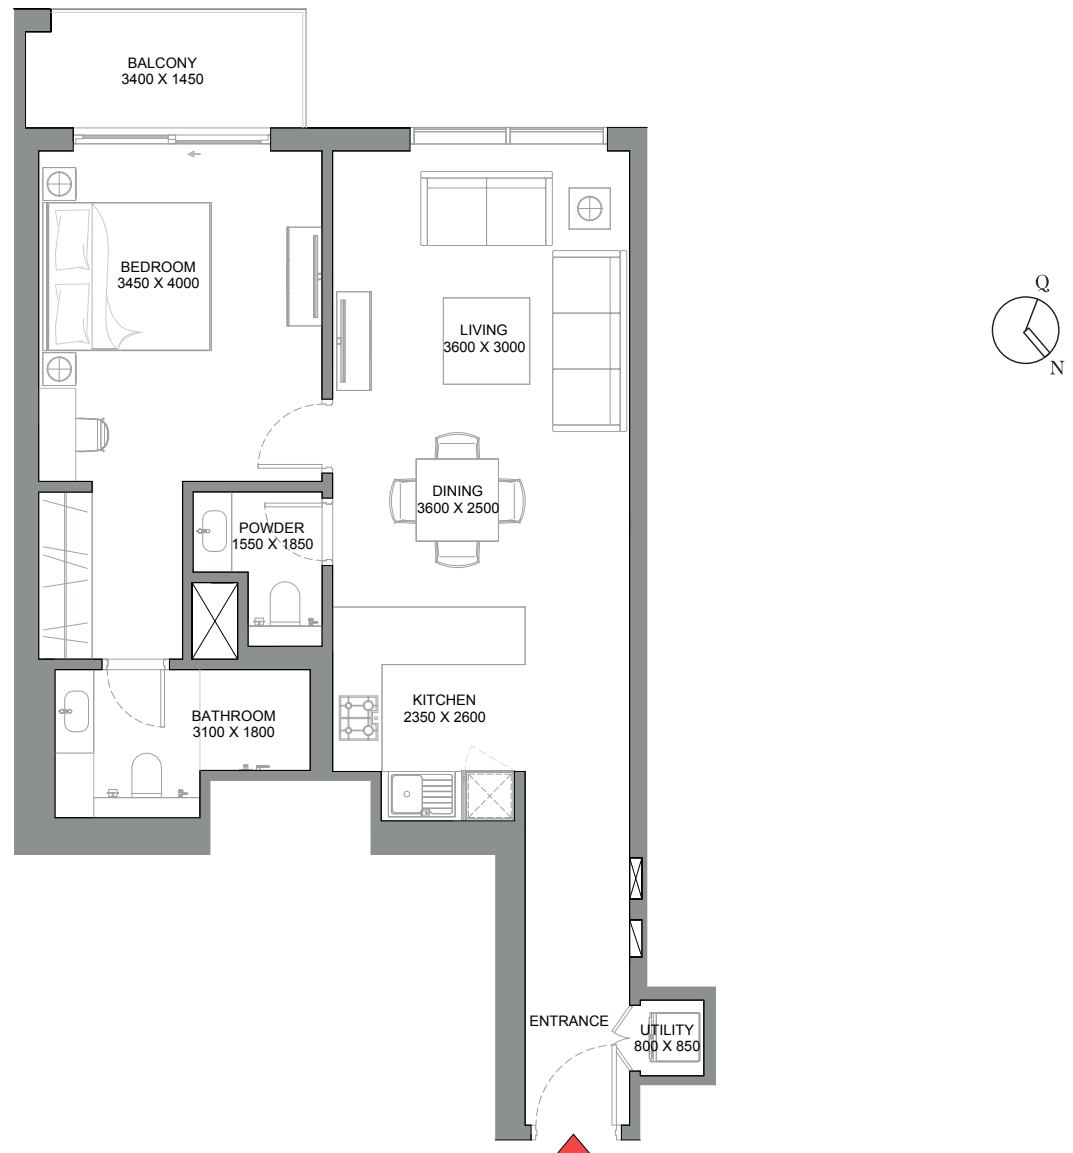 BALCONY
3400 X 1450
BEDROOM
3450 X 4000
LIVING
3600 X 3000
Q
N
DINING
3600 X 2500
POWDER
1550 X 1850
KITCHEN
2350 X 2600
BATHROOM
3100 X 1800
ENTRANCE
UTILITY
800 X 850